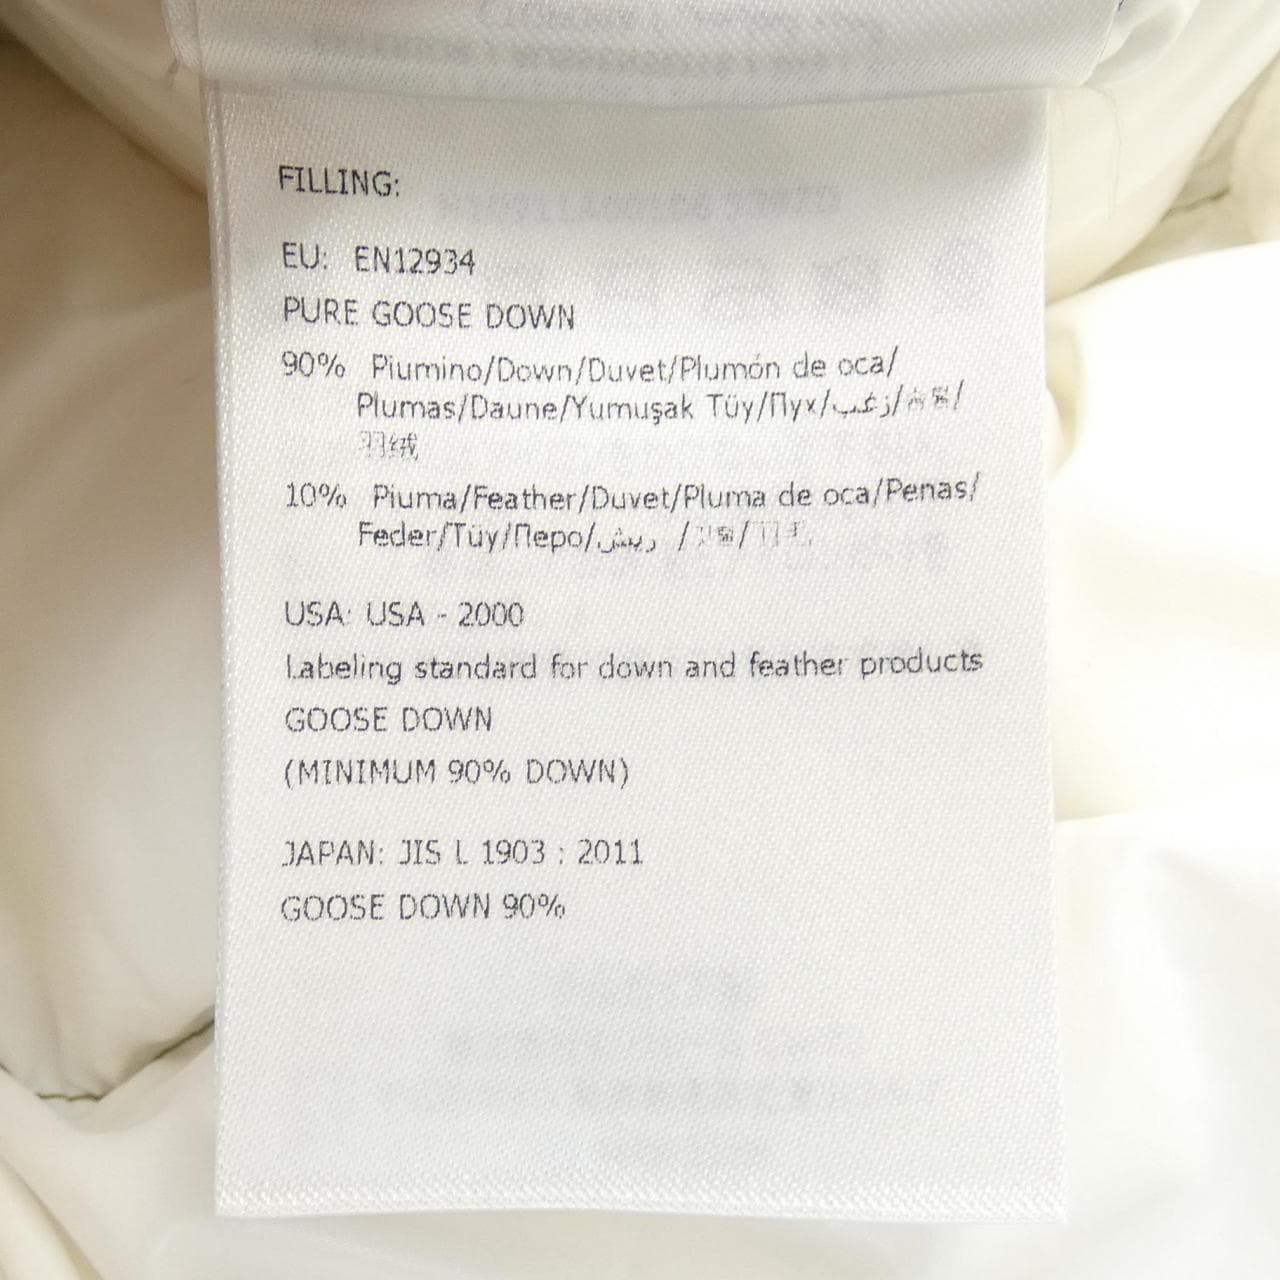 FILLING:
EU: EN12934
PURE GOOSE DOWN
90% Piumino/Down/Duvet/Plumón de oca/
Plumas/Daune/Yumuşak Tüy/Пух/زغب/
羽绒
10% Piuma/Feather/Duvet/Pluma de oca/Penas/
Feder/Tüy/Перо/ريش /
USA: USA - 2000
Labeling standard for down and feather products
GOOSE DOWN
(MINIMUM 90% DOWN)
JAPAN: JIS L 1903 : 2011
GOOSE DOWN 90%